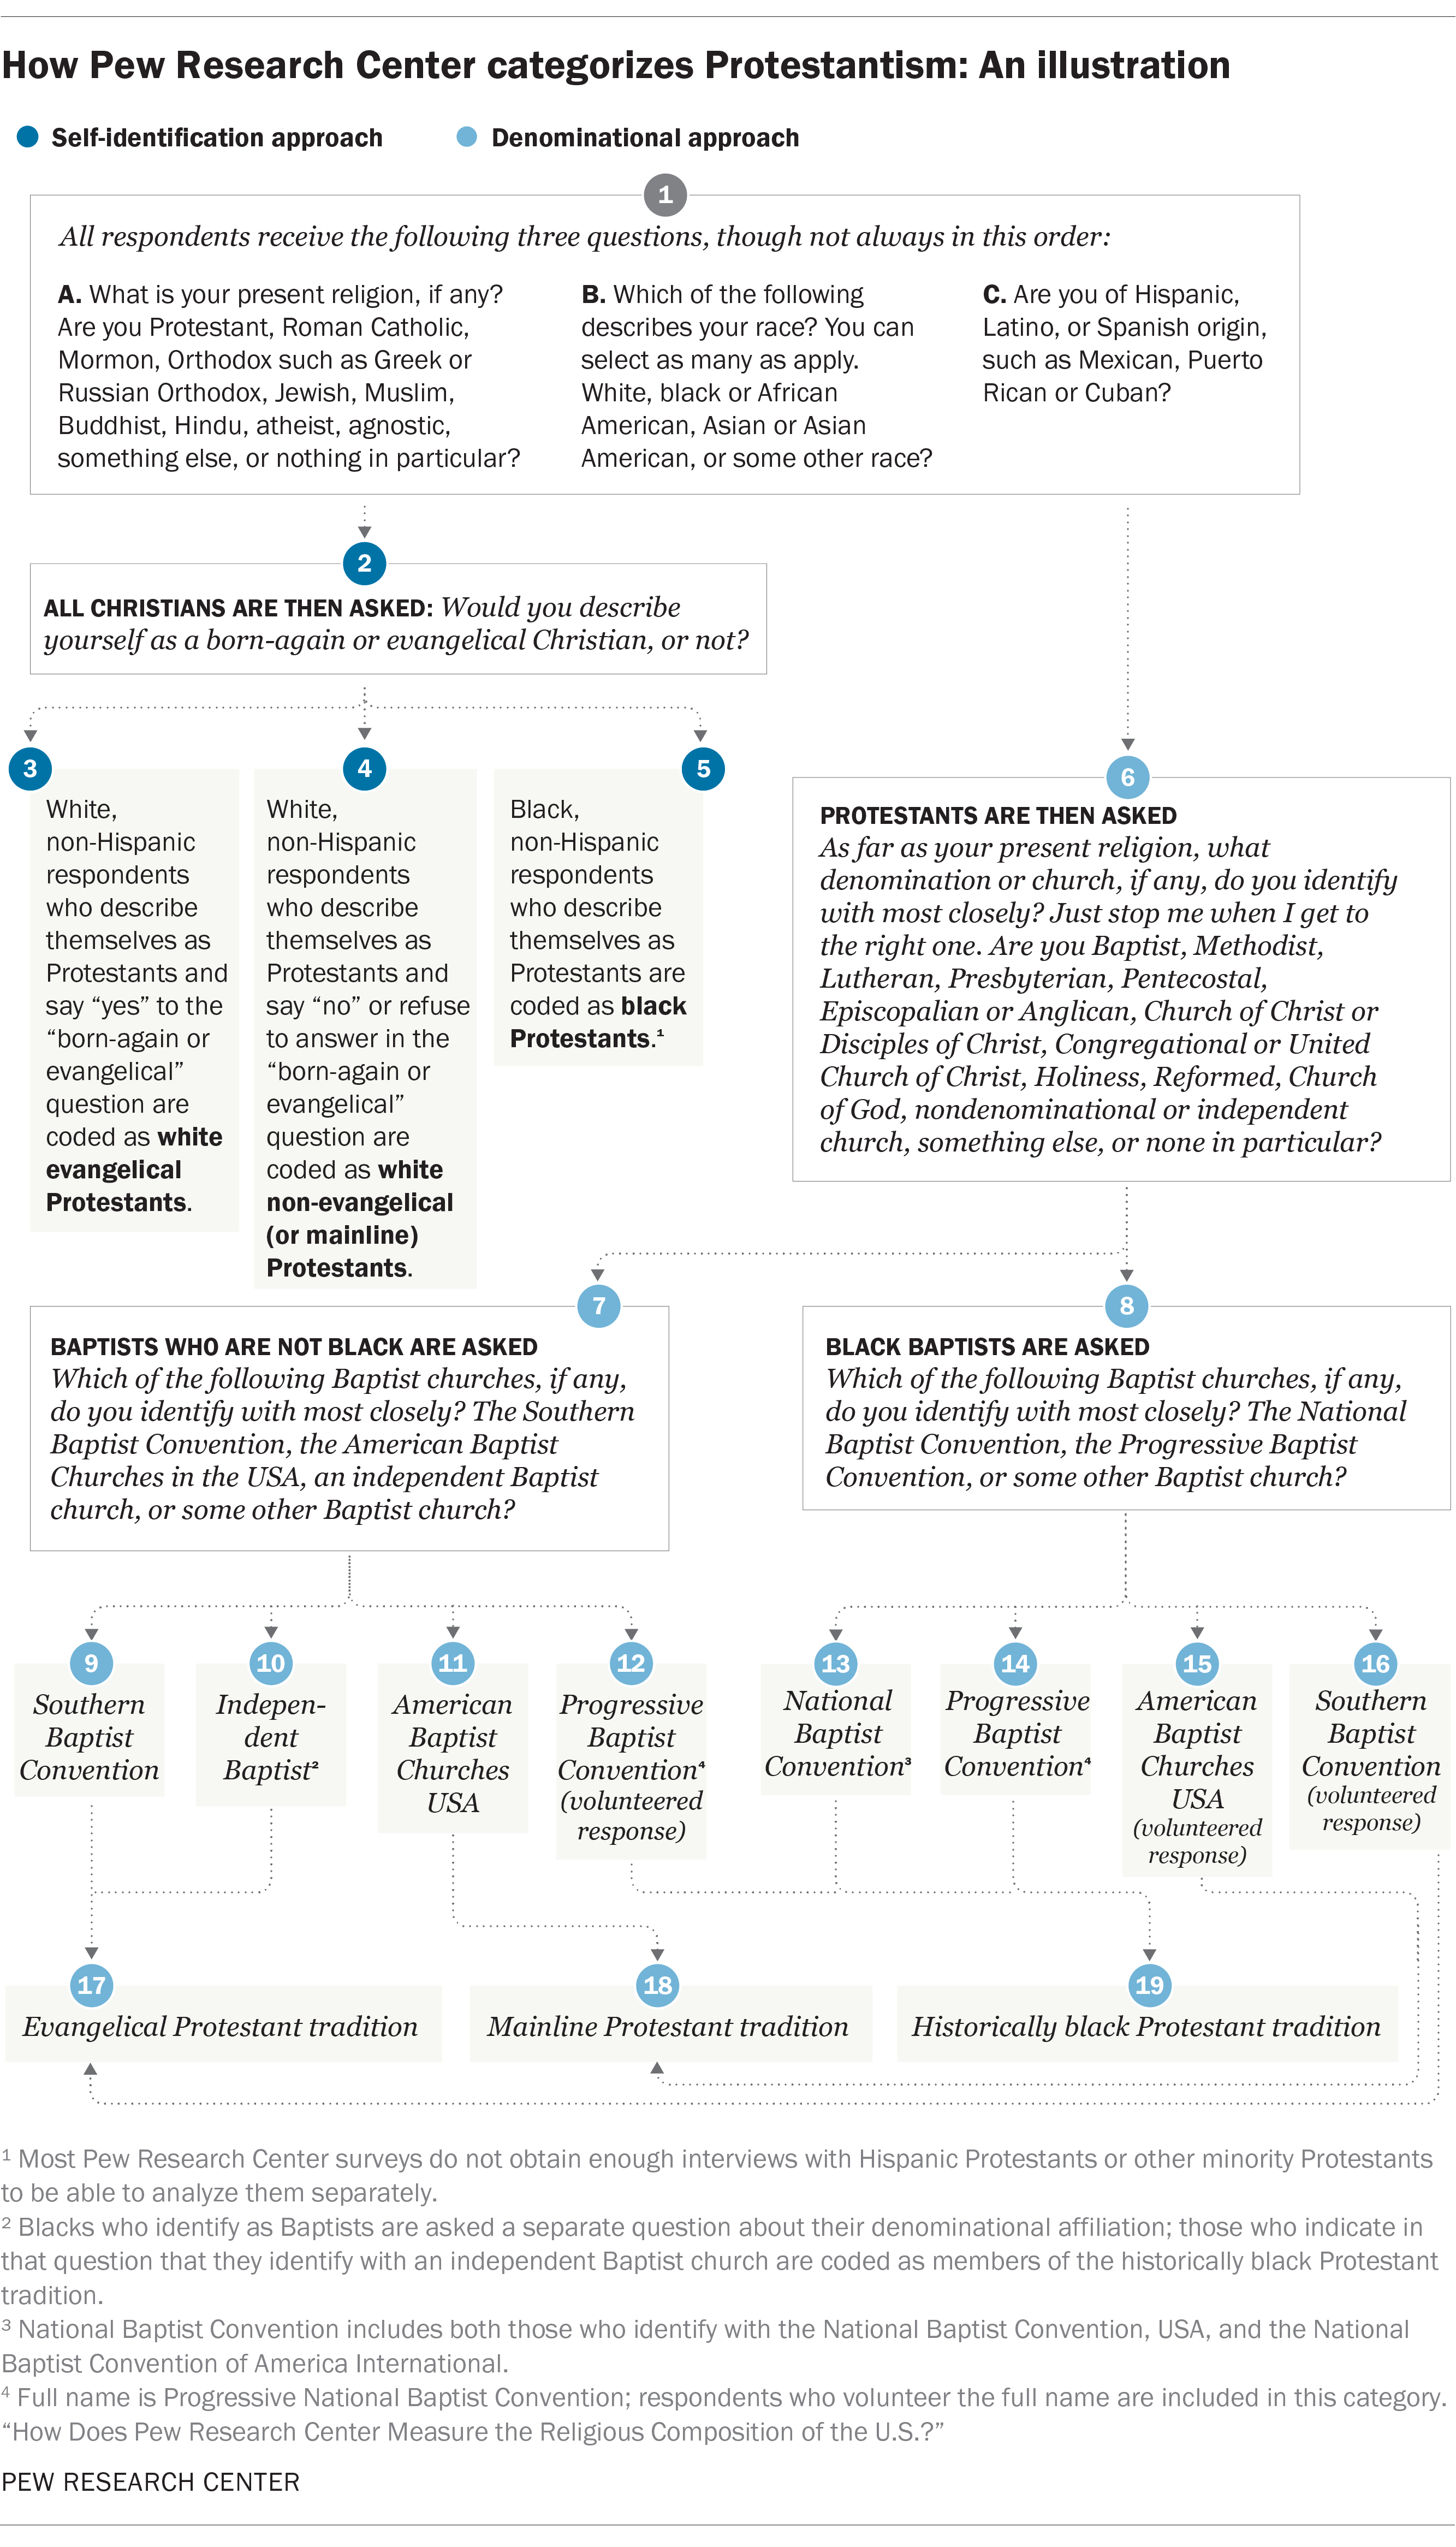 How Pew Research Center categorizes Protestantism: An illustration
Self-identification approach
Denominational approach
1
All respondents receive the following three questions, though not always in this order:
A. What is your present religion, if any?
Are you Protestant, Roman Catholic,
Mormon, Orthodox such as Greek or
Russian Orthodox, Jewish, Muslim,
Buddhist, Hindu, atheist, agnostic,
something else, or nothing in particular?
B. Which of the following
describes your race? You can
select as many as apply.
White, black or African
American, Asian or Asian
American, or some other race?
C. Are you of Hispanic,
Latino, or Spanish origin,
such as Mexican, Puerto
Rican or Cuban?
2
ALL CHRISTIANS ARE THEN ASKED: Would you describe
yourself as a born-again or evangelical Christian, or not?
3
White,
non-Hispanic
respondents
who describe
themselves as
Protestants and
say “yes” to the
“born-again or
evangelical”
question are
coded as white
evangelical
Protestants.
4
White,
non-Hispanic
respondents
who describe
themselves as
Protestants and
say “no” or refuse
to answer in the
“born-again or
evangelical”
question are
coded as white
non-evangelical
(or mainline)
Protestants.
5
Black,
non-Hispanic
respondents
who describe
themselves as
Protestants are
coded as black
Protestants.¹
6
PROTESTANTS ARE THEN ASKED
As far as your present religion, what
denomination or church, if any, do you identify
with most closely? Just stop me when I get to
the right one. Are you Baptist, Methodist,
Lutheran, Presbyterian, Pentecostal,
Episcopalian or Anglican, Church of Christ or
Disciples of Christ, Congregational or United
Church of Christ, Holiness, Reformed, Church
of God, nondenominational or independent
church, something else, or none in particular?
7
BAPTISTS WHO ARE NOT BLACK ARE ASKED
Which of the following Baptist churches, if any,
do you identify with most closely? The Southern
Baptist Convention, the American Baptist
Churches in the USA, an independent Baptist
church, or some other Baptist church?
8
BLACK BAPTISTS ARE ASKED
Which of the following Baptist churches, if any,
do you identify with most closely? The National
Baptist Convention, the Progressive Baptist
Convention, or some other Baptist church?
9
Southern
Baptist
Convention
10
Indepen-
dent
Baptist²
11
American
Baptist
Churches
USA
12
Progressive
Baptist
Convention⁴
(volunteered
response)
13
National
Baptist
Convention³
14
Progressive
Baptist
Convention⁴
15
American
Baptist
Churches
USA
(volunteered
response)
16
Southern
Baptist
Convention
(volunteered
response)
17
Evangelical Protestant tradition
18
Mainline Protestant tradition
19
Historically black Protestant tradition
¹ Most Pew Research Center surveys do not obtain enough interviews with Hispanic Protestants or other minority Protestants
to be able to analyze them separately.
² Blacks who identify as Baptists are asked a separate question about their denominational affiliation; those who indicate in
that question that they identify with an independent Baptist church are coded as members of the historically black Protestant
tradition.
³ National Baptist Convention includes both those who identify with the National Baptist Convention, USA, and the National
Baptist Convention of America International.
⁴ Full name is Progressive National Baptist Convention; respondents who volunteer the full name are included in this category.
“How Does Pew Research Center Measure the Religious Composition of the U.S.?”
PEW RESEARCH CENTER